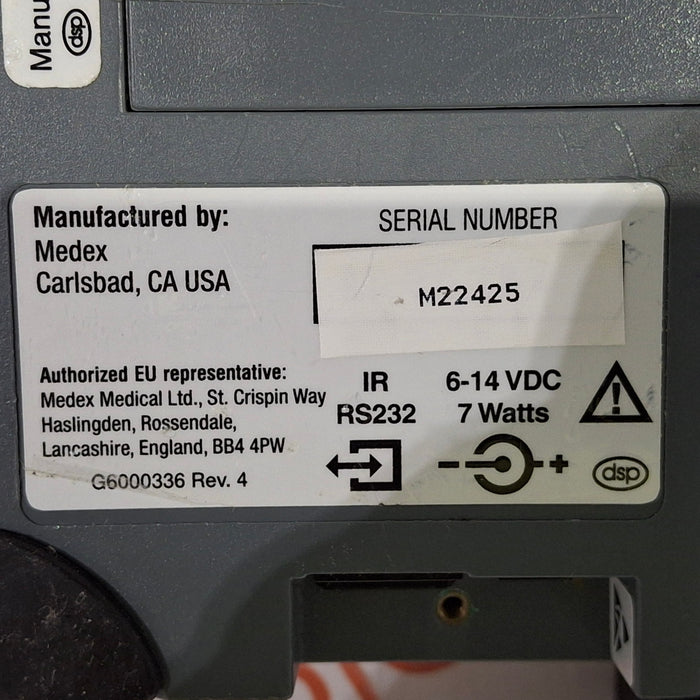 Manu
dsp
Manufactured by:
Medex
Carlsbad, CA USA
SERIAL NUMBER
M22425
Authorized EU representative:
Medex Medical Ltd., St. Crispin Way
Haslingden, Rossendale,
Lancashire, England, BB4 4PW
G6000336 Rev. 4
IR
RS232
6-14 VDC
7 Watts
dsp